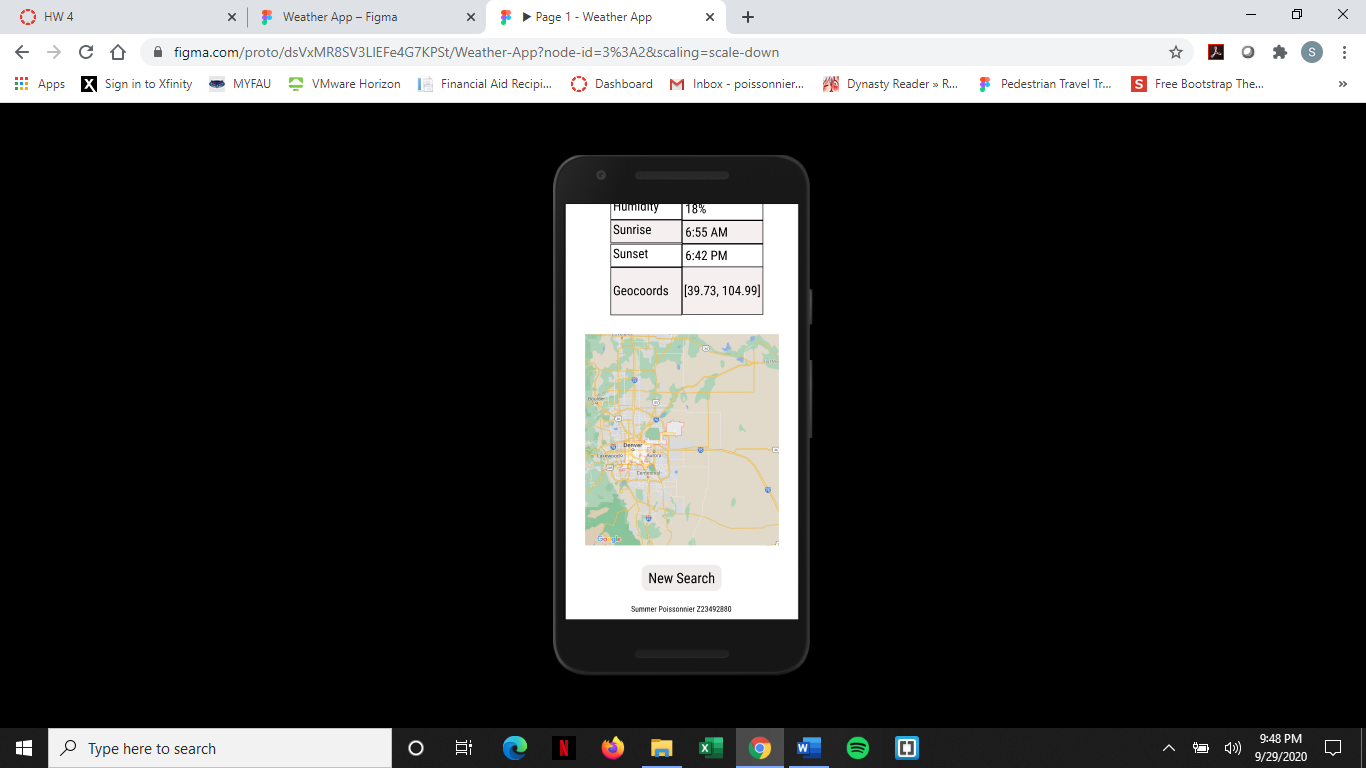 HW 4
Weather App – Figma
▶ Page 1 - Weather App
figma.com/proto/dsVxMR8SV3LIEFe4G7KPSt/Weather-App?node-id=3%3A2&scaling=scale-down
S
Apps
X
Sign in to Xfinity
MYFAU
VMware Horizon
Financial Aid Recipi...
Dashboard
Inbox - poissonnier...
Dynasty Reader » R...
Pedestrian Travel Tr...
S
Free Bootstrap The...
»
Humidity 18%
Sunrise 6:55 AM
Sunset 6:42 PM
Geocoords [39.73, 104.99]
Boulder
Denver
Lakewood
Aurora
Centennial
Google
New Search
Summer Poissonnier Z23492880
Type here to search
N
X
W
9:48 PM
9/29/2020